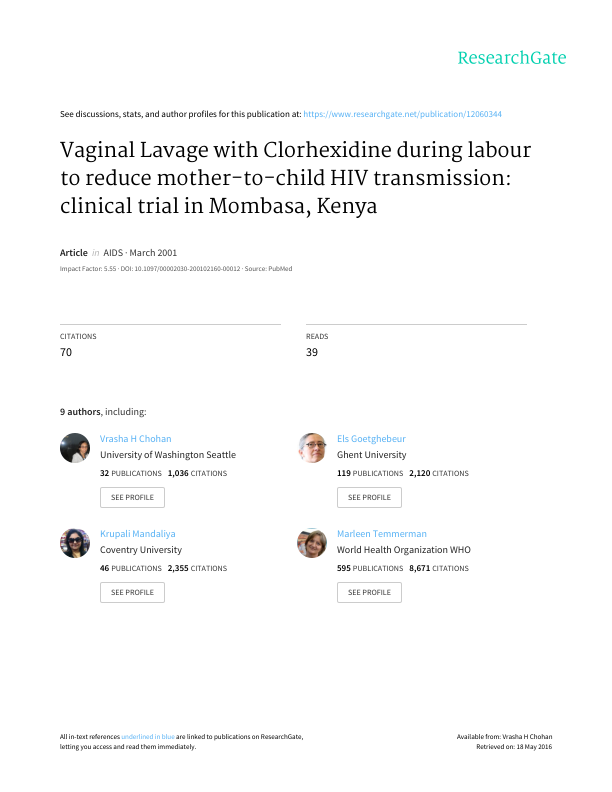 ResearchGate
See discussions, stats, and author profiles for this publication at: https://www.researchgate.net/publication/12060344
Vaginal Lavage with Clorhexidine during labour
to reduce mother-to-child HIV transmission:
clinical trial in Mombasa, Kenya
Article in AIDS · March 2001
Impact Factor: 5.55 · DOI: 10.1097/00002030-200102160-00012 · Source: PubMed
CITATIONS
70
READS
39
9 authors, including:
Vrasha H Chohan
University of Washington Seattle
32 PUBLICATIONS 1,036 CITATIONS
SEE PROFILE
Els Goetghebeur
Ghent University
119 PUBLICATIONS 2,120 CITATIONS
SEE PROFILE
Krupali Mandaliya
Coventry University
46 PUBLICATIONS 2,355 CITATIONS
SEE PROFILE
Marleen Temmerman
World Health Organization WHO
595 PUBLICATIONS 8,671 CITATIONS
SEE PROFILE
All in-text references underlined in blue are linked to publications on ResearchGate,
letting you access and read them immediately.
Available from: Vrasha H Chohan
Retrieved on: 18 May 2016